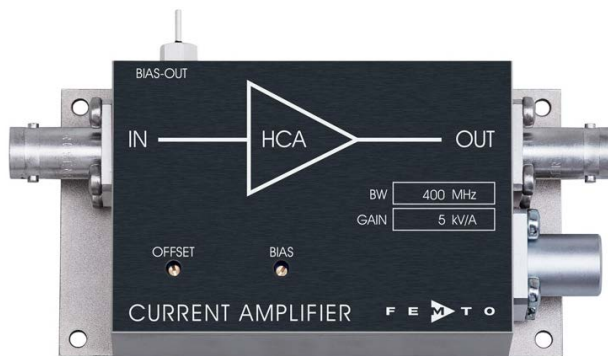 BIAS-OUT
IN HCA OUT
BW 400 MHz
GAIN 5 kV/A
OFFSET BIAS
CURRENT AMPLIFIER FEMTO